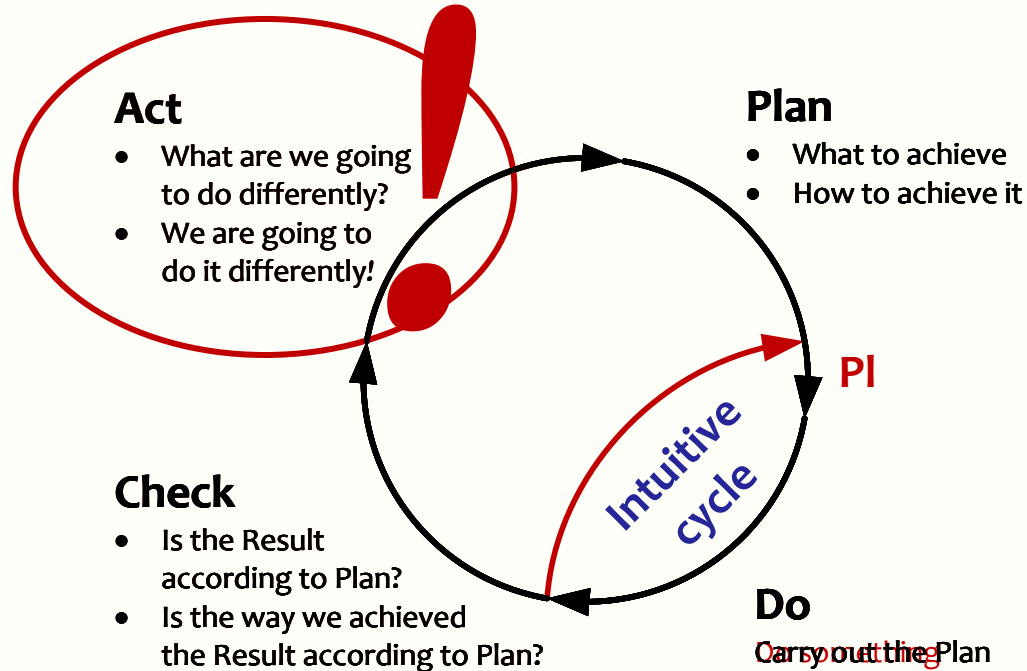 Act
• What are we going
to do differently?
• We are going to
do it differently!
Plan
• What to achieve
• How to achieve it
Pl
Intuitive
cycle
Check
• Is the Result
according to Plan?
• Is the way we achieved
the Result according to Plan?
Do
Carry out the Plan
Do something